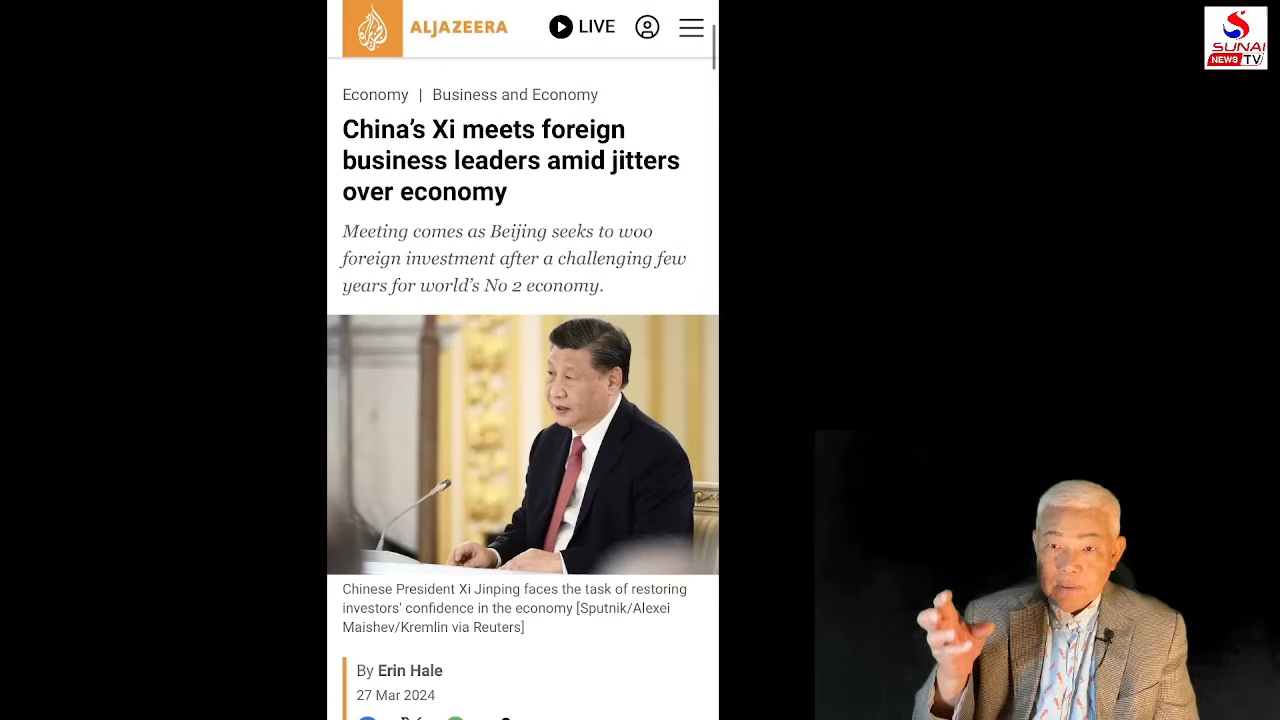 ALJAZEERA
LIVE
SUNAI
NEWS TV
Economy | Business and Economy
China’s Xi meets foreign
business leaders amid jitters
over economy
Meeting comes as Beijing seeks to woo
foreign investment after a challenging few
years for world’s No 2 economy.
Chinese President Xi Jinping faces the task of restoring
investors' confidence in the economy [Sputnik/Alexei
Maishev/Kremlin via Reuters]
By Erin Hale
27 Mar 2024